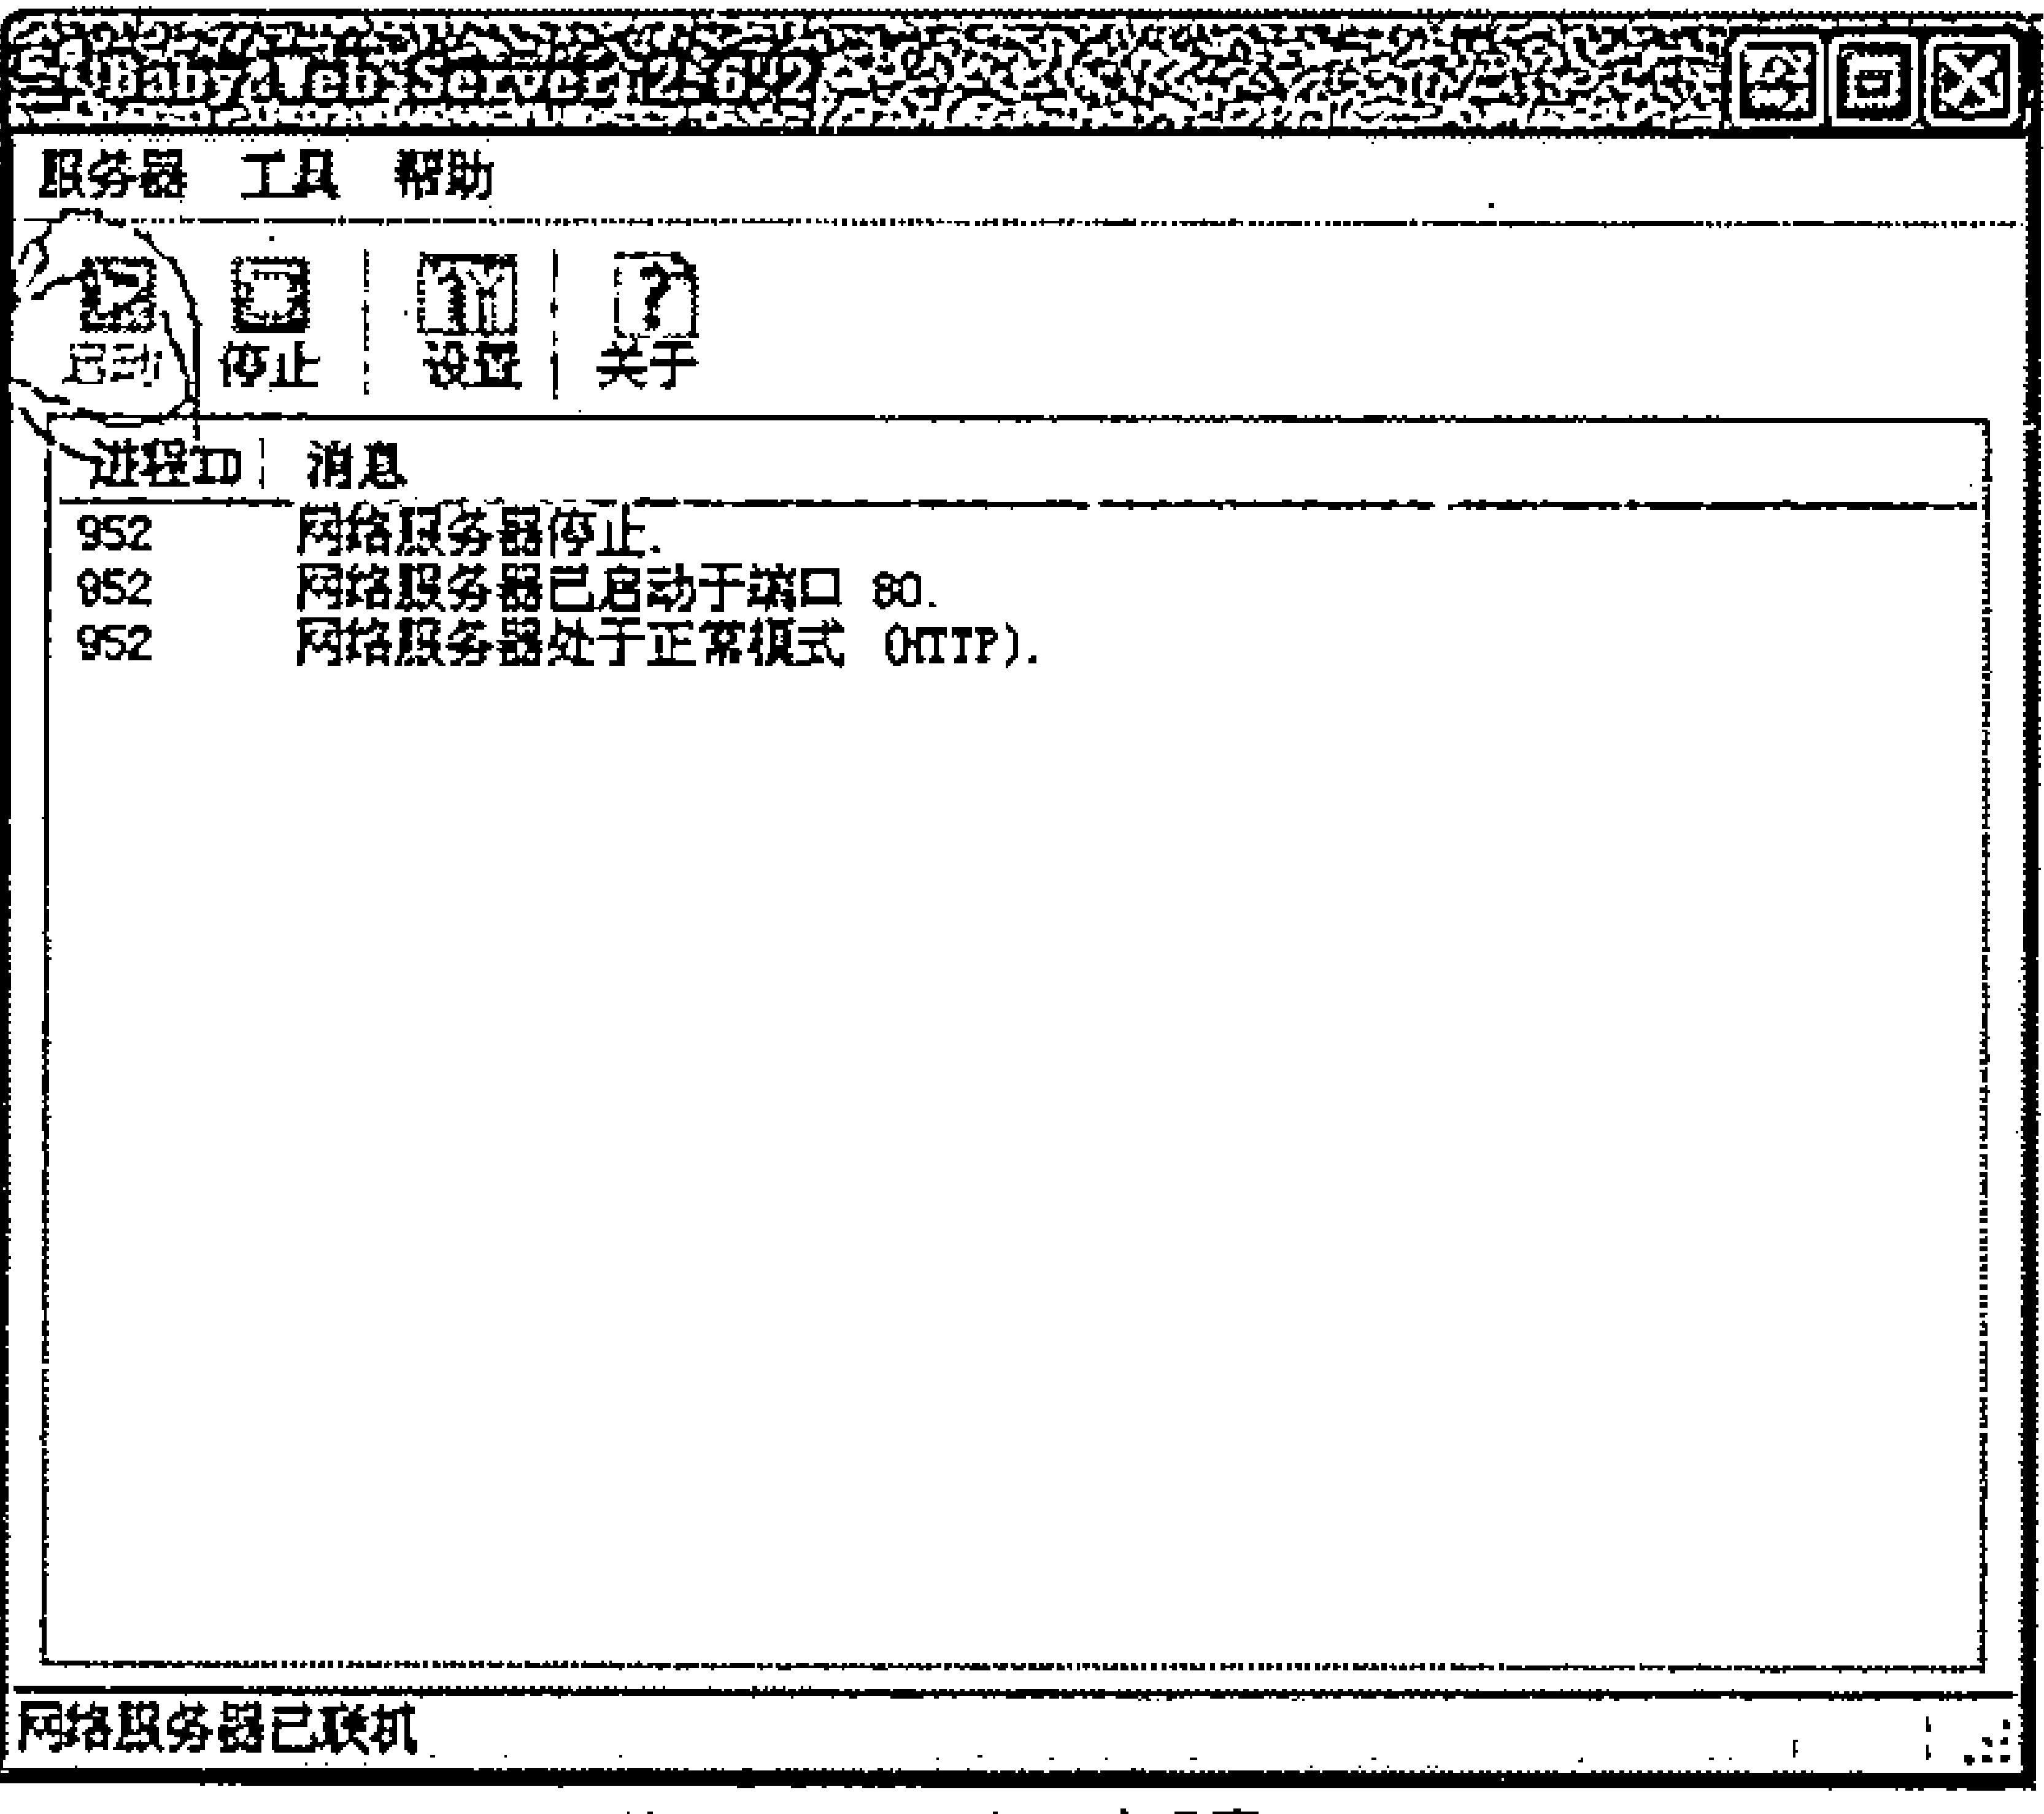 Baby Web Server 2.6.2
服务器 工具 帮助
启动 停止 设置 关于
进程ID 消息
952 网络服务器停止.
952 网络服务器已启动于端口 80.
952 网络服务器处于正常模式 (HTTP).
网络服务器已联机